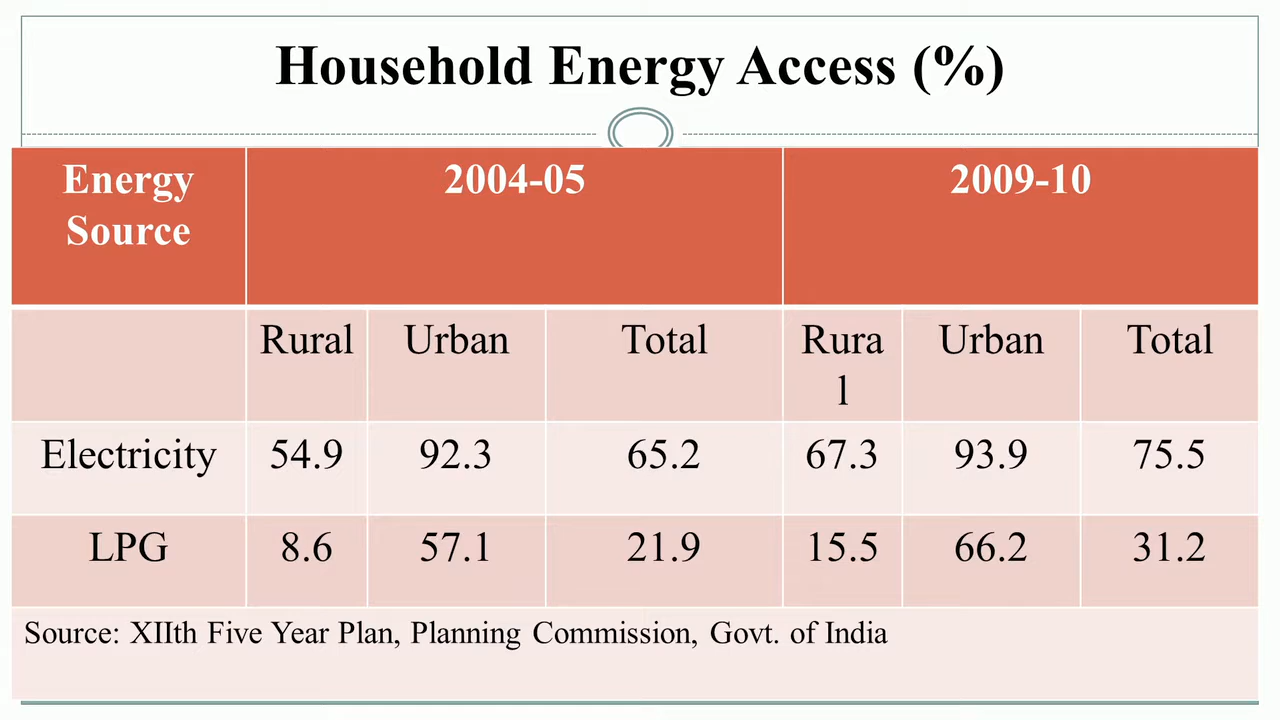 Household Energy Access (%)
Energy Source 2004-05 2009-10
Rural Urban Total Rural Urban Total
Electricity 54.9 92.3 65.2 67.3 93.9 75.5
LPG 8.6 57.1 21.9 15.5 66.2 31.2
Source: XIIth Five Year Plan, Planning Commission, Govt. of India